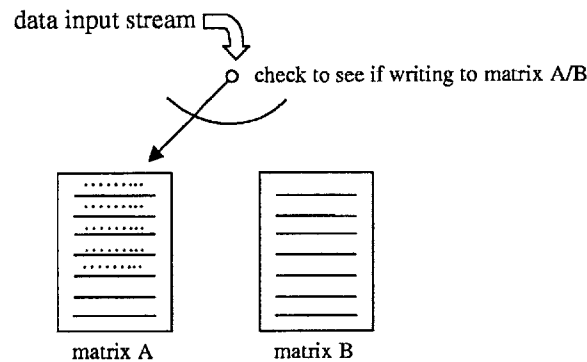 data input stream
check to see if writing to matrix A/B
matrix A
matrix B